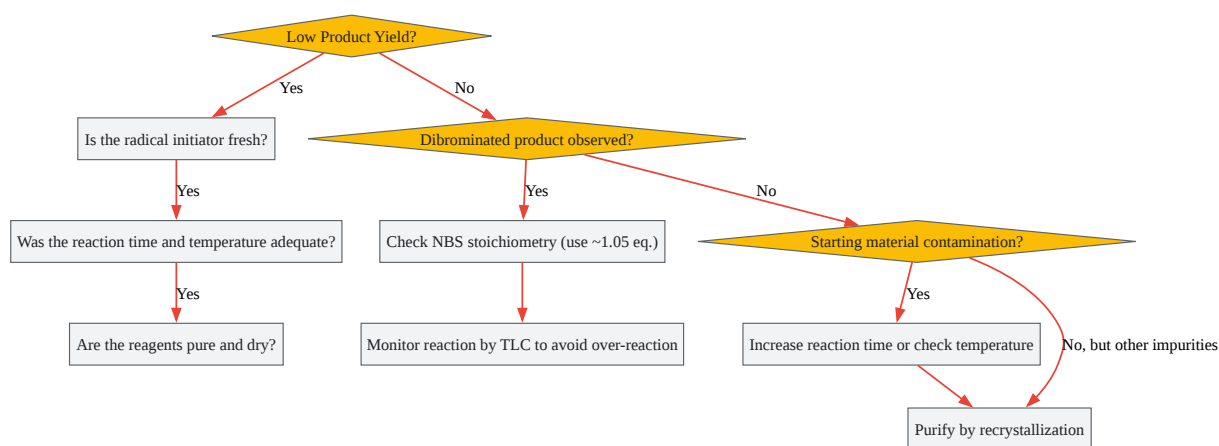 Low Product Yield?
Yes
No
Is the radical initiator fresh?
Dibrominated product observed?
Yes
Yes
No
Was the reaction time and temperature adequate?
Check NBS stoichiometry (use ~1.05 eq.)
Starting material contamination?
Yes
Yes
Are the reagents pure and dry?
Monitor reaction by TLC to avoid over-reaction
Increase reaction time or check temperature
No, but other impurities
Purify by recrystallization